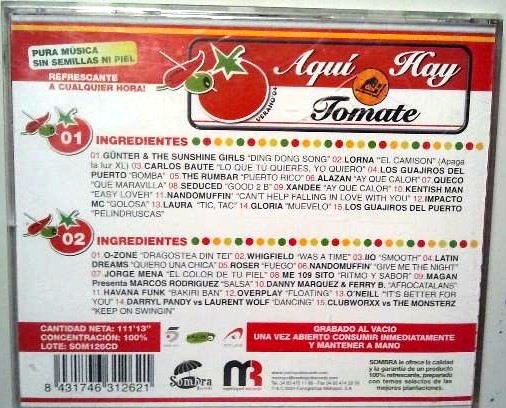 PURA MÚSICA
SIN SEMILLAS NI PIEL
REFRESCANTE
A CUALQUIER HORA!
VERANO'04
Aquí Hay
Tomate
01 INGREDIENTES
01.GÜNTER & THE SUNSHINE GIRLS "DING DONG SONG" 02.LORNA "EL CAMISON" (Apaga
la luz XL) 03.CARLOS BAUTE "LO QUE TÚ QUIERES, YO QUIERO" 04.LOS GUAJIROS DEL
PUERTO "BOMBA" 05.THE RUMBAR "PUERTO RICO" 06.ALAZAN "AY QUE CALOR" 07.QUECO
"QUE MARAVILLA" 08 SEDUCED "GOOD 2 B" 09.XANDEE "AY QUE CALOR" 10.KENTISH MAN
"EASY LOVER" 11.NANDOMUFFIN' "CAN'T HELP FALLING IN LOVE WITH YOU" 12.IMPACTO
MC "GOLOSA" 13.LAURA "TIC, TAC" 14.GLORIA "MUEVELO" 15.LOS GUAJIROS DEL PUERTO
"PELINDRUSCAS"
02 INGREDIENTES
01.O-ZONE "DRAGOSTEA DIN TEI" 02.WHIGFIELD "WAS A TIME" 03.IIO "SMOOTH" 04.LATIN
DREAMS "QUIERO UNA CHICA" 05 ROSER "FUEGO" 06 NANDOMUFFIN "GIVE ME THE NIGHT"
07 JORGE MENA "EL COLOR DE TU PIEL" 08 ME 109 SITO "RITMO Y SABOR" 09 MAGAN
Presenta MARCOS RODRIGUEZ "SALSA" 10 DANNY MARQUEZ & FERRY B. "AFROCATALANS"
11 HAVANA FUNK "BAKIRI BAN" 12 OVERPLAY "FLOATING" 13 O'NEILL "IT'S BETTER FOR
YOU" 14 DARRYL PANDY vs LAURENT WOLF "DANCING" 15 CLUBWORXX vs THE MONSTERZ
"KEEP ON SWINGIN"
CANTIDAD NETA: 111'13"
CONCENTRACIÓN: 100%
LOTE: SOM126CD
5
GRABADO AL VACIO
UNA VEZ ABIERTO CONSUMIR INMEDIATAMENTE
Y MANTENER A MANO
8 431746 312621
SomBra
MR
SOMBRA le ofrece la calidad
y la garantía de un producto
100% refrescante, preparado
con temas selectos de las
mejores plantaciones.